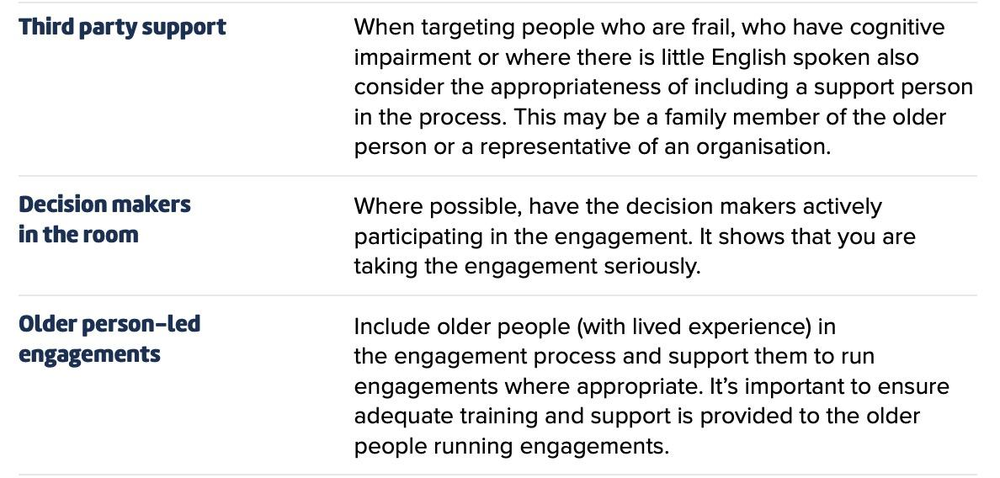 Third party support
When targeting people who are frail, who have cognitive
impairment or where there is little English spoken also
consider the appropriateness of including a support person
in the process. This may be a family member of the older
person or a representative of an organisation.
Decision makers
in the room
Where possible, have the decision makers actively
participating in the engagement. It shows that you are
taking the engagement seriously.
Older person–led
engagements
Include older people (with lived experience) in
the engagement process and support them to run
engagements where appropriate. It’s important to ensure
adequate training and support is provided to the older
people running engagements.